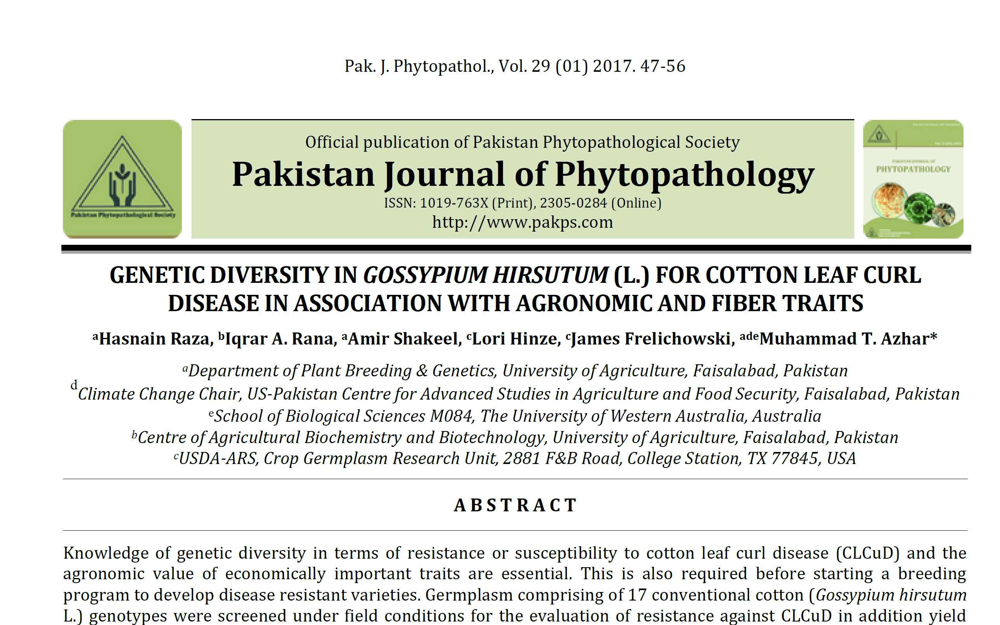 Pak. J. Phytopathol., Vol. 29 (01) 2017. 47-56
Official publication of Pakistan Phytopathological Society
Pakistan Journal of Phytopathology
ISSN: 1019-763X (Print), 2305-0284 (Online)
http://www.pakps.com
Pakistan Phytopathological Society
PAKISTAN JOURNAL OF
PHYTOPATHOLOGY
GENETIC DIVERSITY IN GOSSYPIUM HIRSUTUM (L.) FOR COTTON LEAF CURL
DISEASE IN ASSOCIATION WITH AGRONOMIC AND FIBER TRAITS
aHasnain Raza, bIqrar A. Rana, aAmir Shakeel, cLori Hinze, cJames Frelichowski, adeMuhammad T. Azhar*
aDepartment of Plant Breeding & Genetics, University of Agriculture, Faisalabad, Pakistan
dClimate Change Chair, US-Pakistan Centre for Advanced Studies in Agriculture and Food Security, Faisalabad, Pakistan
eSchool of Biological Sciences M084, The University of Western Australia, Australia
bCentre of Agricultural Biochemistry and Biotechnology, University of Agriculture, Faisalabad, Pakistan
cUSDA-ARS, Crop Germplasm Research Unit, 2881 F&B Road, College Station, TX 77845, USA
A B S T R A C T
Knowledge of genetic diversity in terms of resistance or susceptibility to cotton leaf curl disease (CLCuD) and the
agronomic value of economically important traits are essential. This is also required before starting a breeding
program to develop disease resistant varieties. Germplasm comprising of 17 conventional cotton (Gossypium hirsutum
L.) genotypes were screened under field conditions for the evaluation of resistance against CLCuD in addition yield